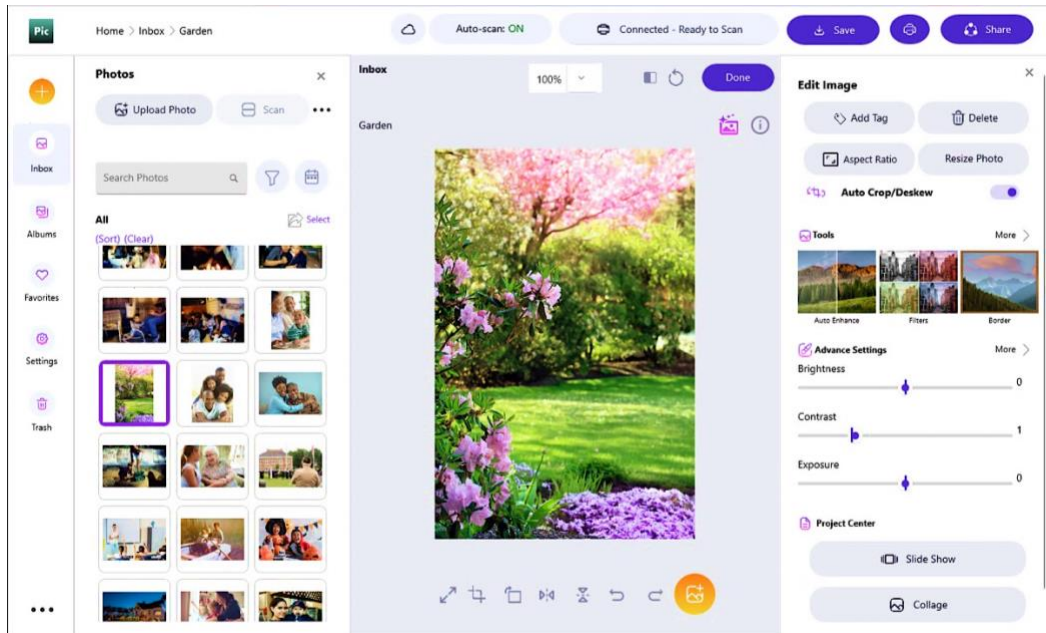 Pic
Home > Inbox > Garden
Auto-scan: ON
Connected - Ready to Scan
Save
Share
Inbox
Albums
Favorites
Settings
Trash
Photos
Upload Photo
Scan
Search Photos
All
Select
(Sort) (Clear)
Inbox
100%
Done
Garden
Edit Image
Add Tag
Delete
Aspect Ratio
Resize Photo
Auto Crop/Deskew
Tools
More >
Auto Enhance
Filters
Border
Advance Settings
More >
Brightness
0
Contrast
1
Exposure
0
Project Center
Slide Show
Collage